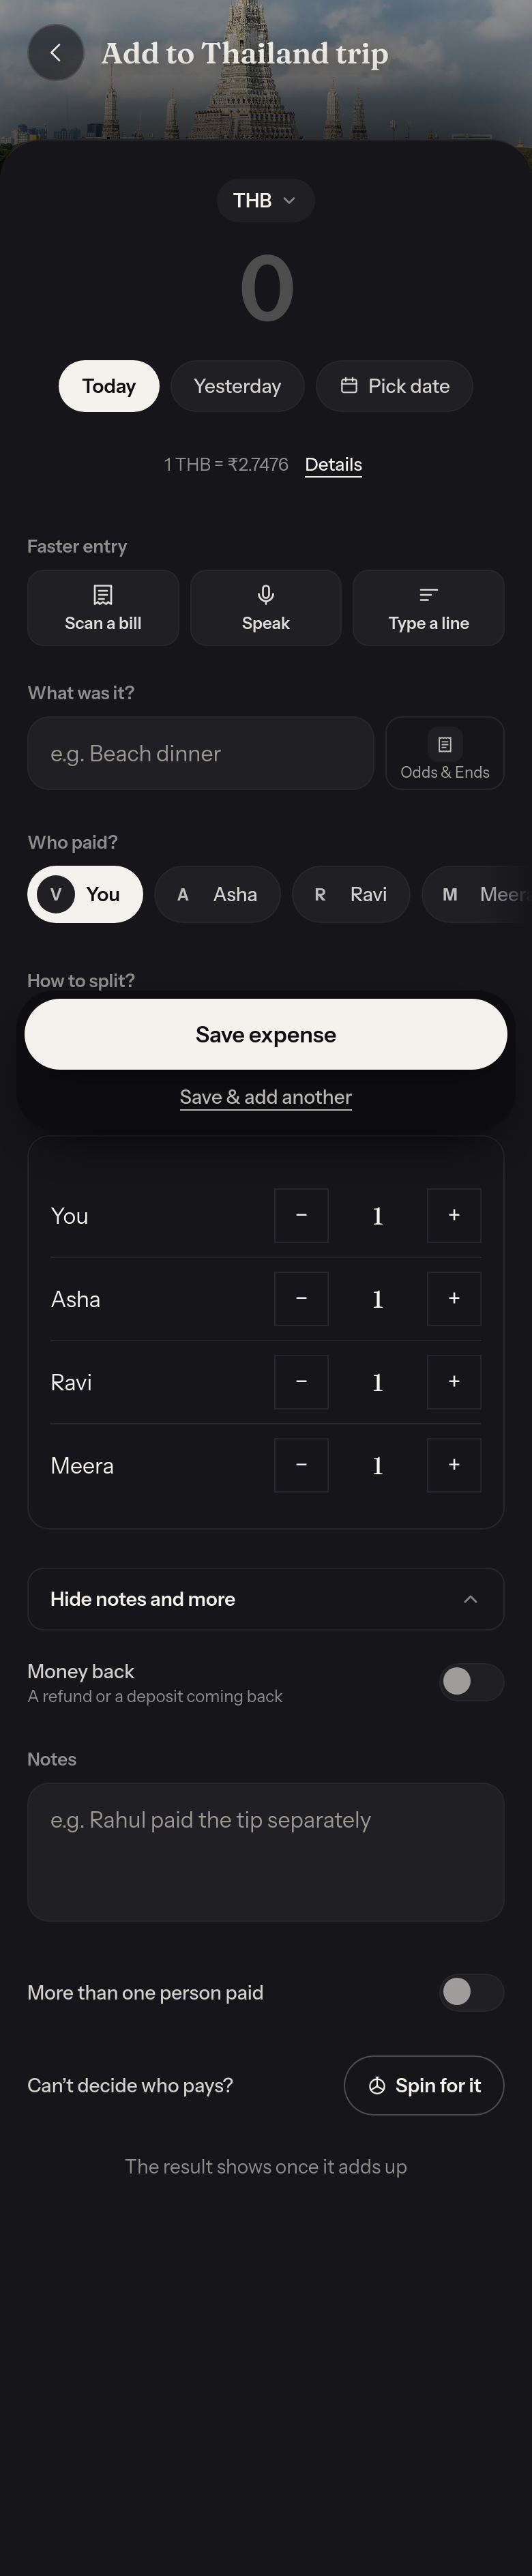 Add to Thailand trip
THB
0
Today
Yesterday
Pick date
1 THB = ₹2.7476 Details
Faster entry
Scan a bill
Speak
Type a line
What was it?
e.g. Beach dinner
Odds & Ends
Who paid?
V You
A Asha
R Ravi
M Meera
How to split?
Save expense
Save & add another
You − 1 +
Asha − 1 +
Ravi − 1 +
Meera − 1 +
Hide notes and more
Money back
A refund or a deposit coming back
Notes
e.g. Rahul paid the tip separately
More than one person paid
Can’t decide who pays?
Spin for it
The result shows once it adds up